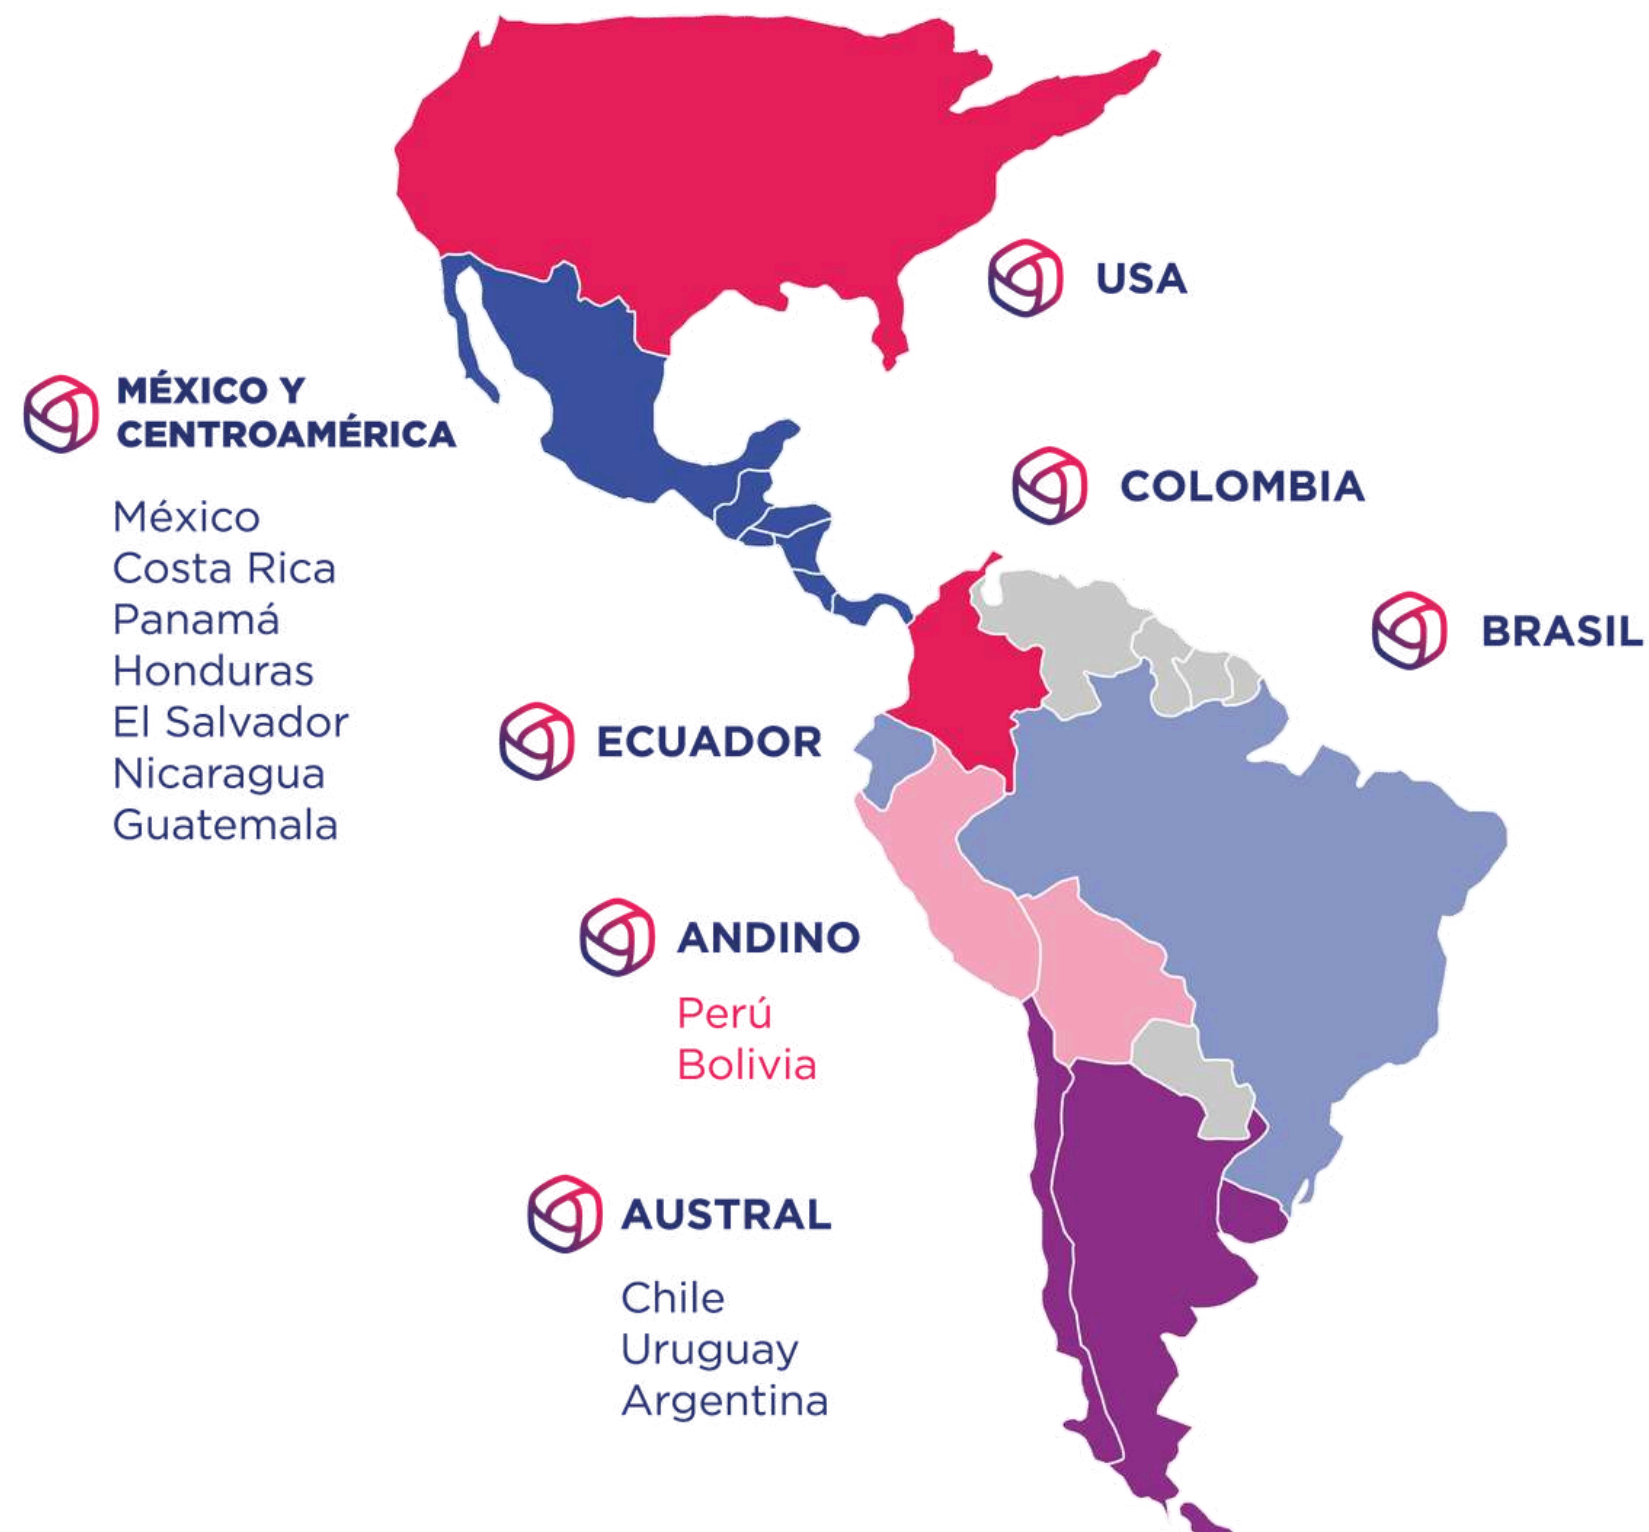 USA
MÉXICO Y
CENTROAMÉRICA
México
Costa Rica
Panamá
Honduras
El Salvador
Nicaragua
Guatemala
COLOMBIA
BRASIL
ECUADOR
ANDINO
Perú
Bolivia
AUSTRAL
Chile
Uruguay
Argentina